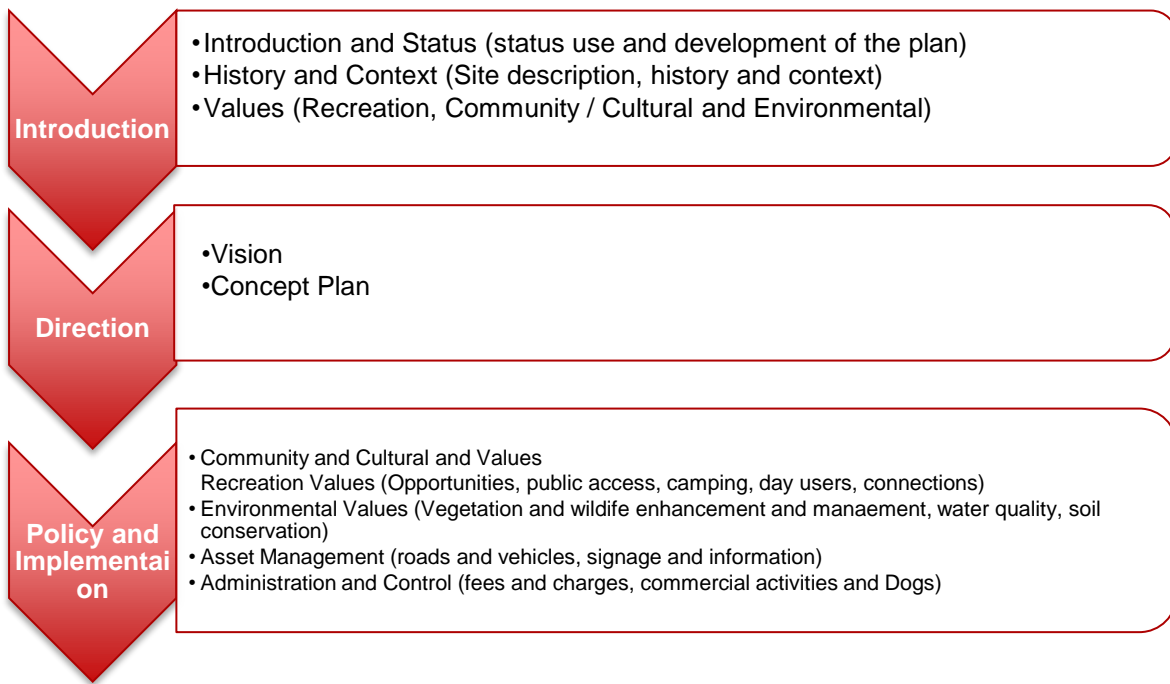 Introduction
•Introduction and Status (status use and development of the plan)
•History and Context (Site description, history and context)
•Values (Recreation, Community / Cultural and Environmental)
Direction
•Vision
•Concept Plan
Policy and
Implementai
on
• Community and Cultural and Values
Recreation Values (Opportunities, public access, camping, day users, connections)
• Environmental Values (Vegetation and wildife enhancement and manaement, water quality, soil
conservation)
• Asset Management (roads and vehicles, signage and information)
• Administration and Control (fees and charges, commercial activities and Dogs)